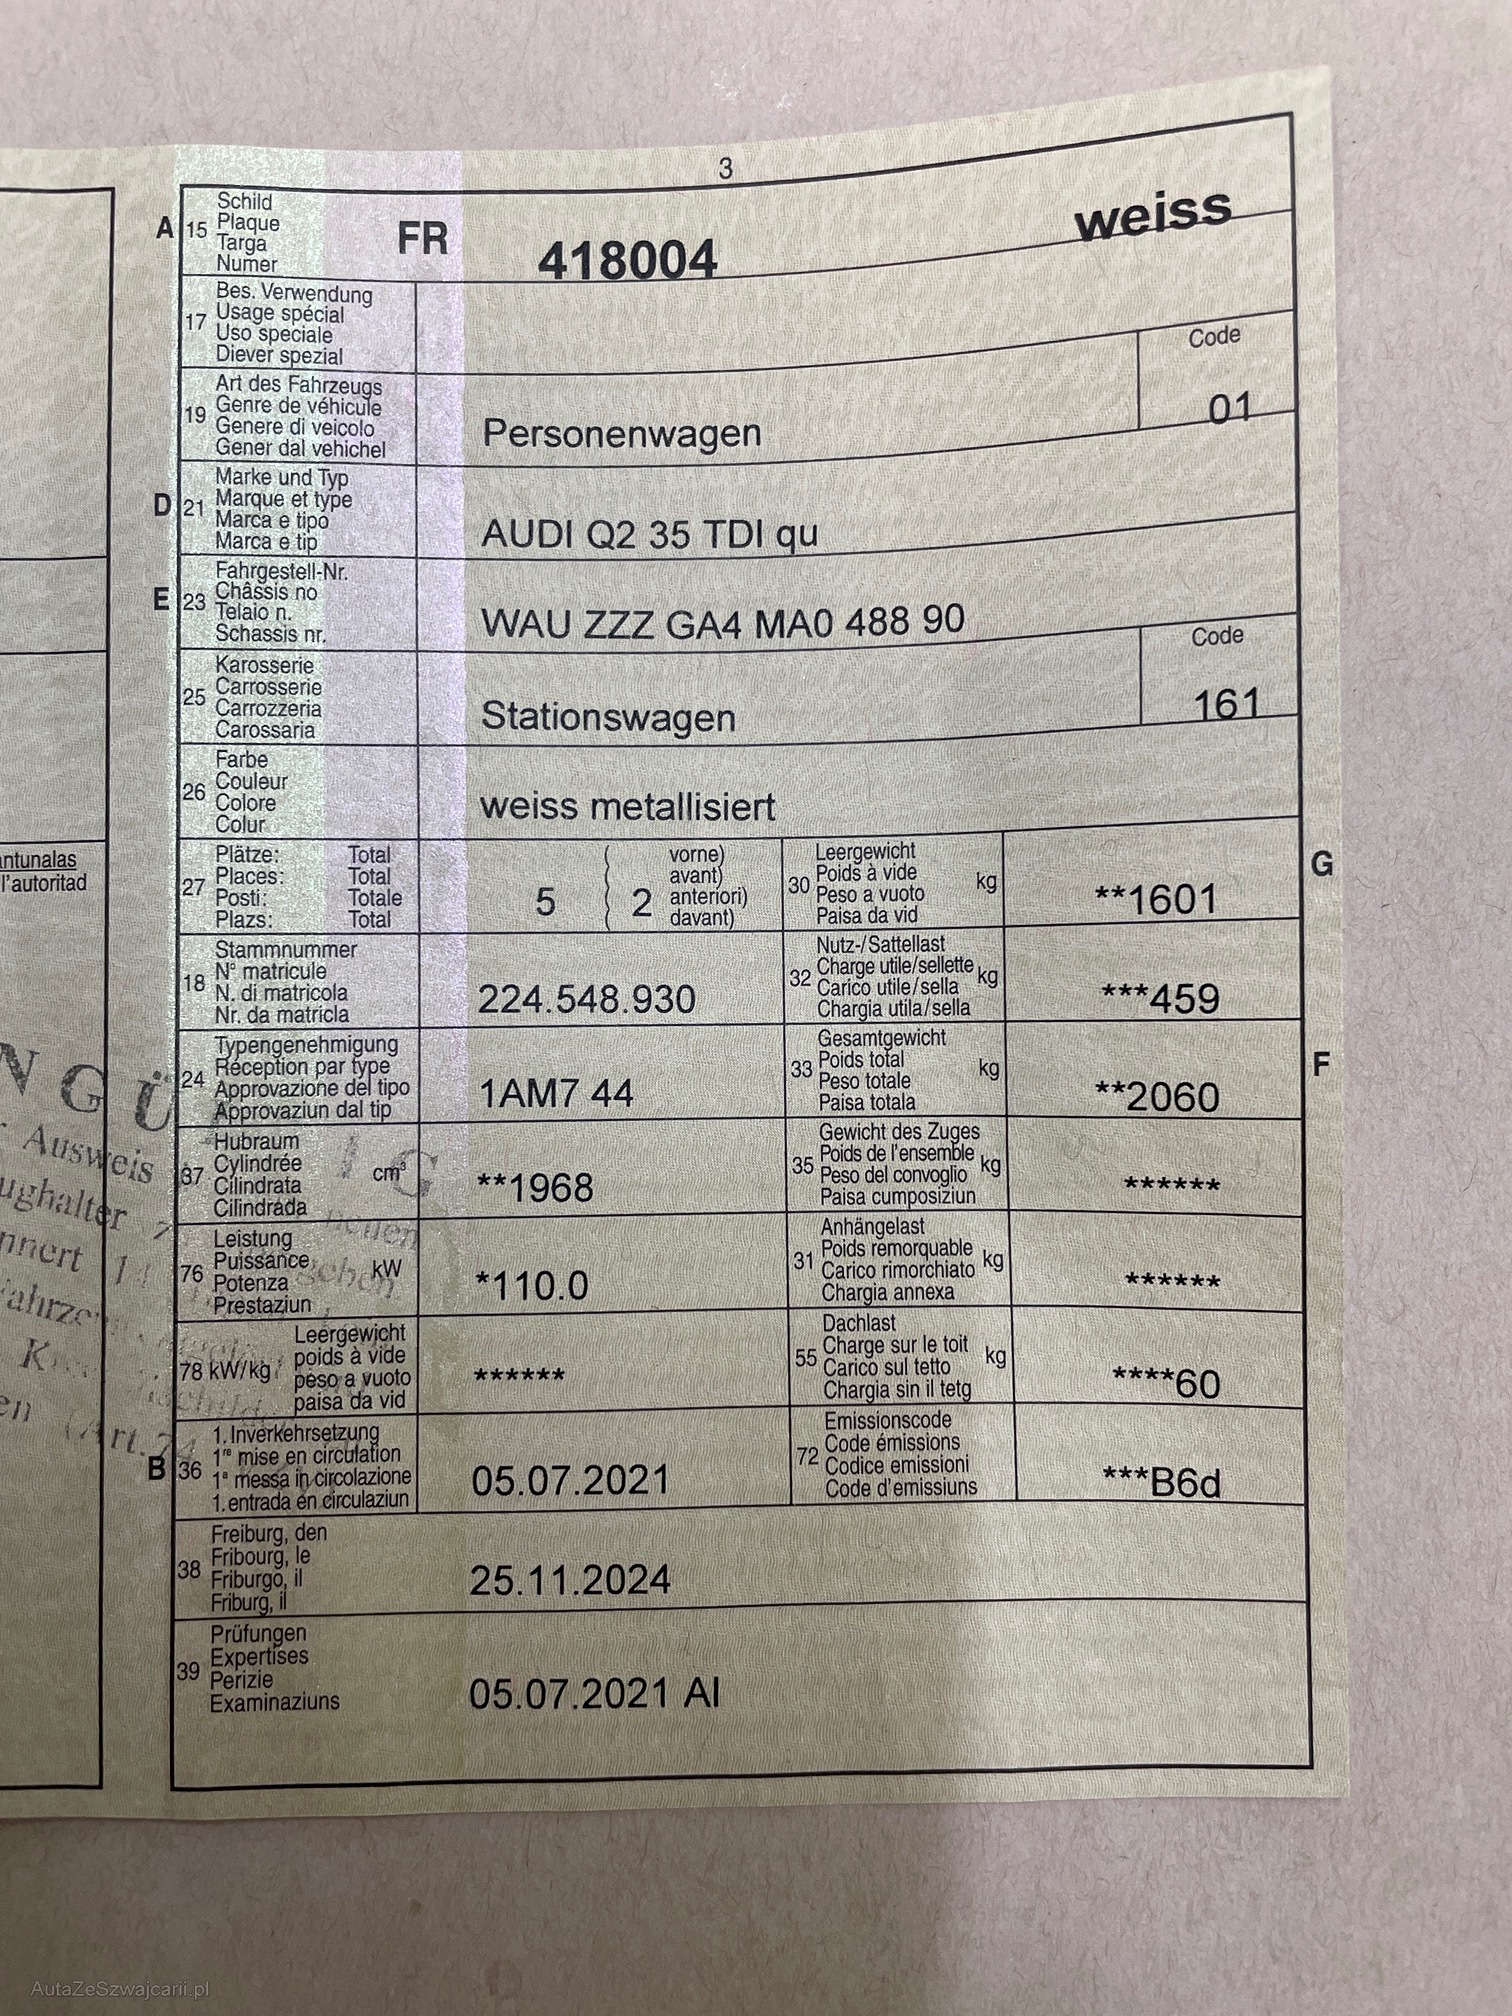 3
A 15 Schild
Plaque
Targa
Numer
FR 418004 weiss
17 Bes. Verwendung
Usage spécial
Uso speciale
Diever spezial
19 Art des Fahrzeugs
Genre de véhicule
Genere di veicolo
Gener dal vehichel
Personenwagen
Code
01
D 21 Marke und Typ
Marque et type
Marca e tipo
Marca e tip
AUDI Q2 35 TDI qu
E 23 Fahrgestell-Nr.
Châssis no
Telaio n.
Schassis nr.
WAU ZZZ GA4 MA0 488 90
25 Karosserie
Carrosserie
Carrozzeria
Carossaria
Stationswagen
Code
161
26 Farbe
Couleur
Colore
Colur
weiss metallisiert
27 Plätze: Total
Places: Total
Posti: Totale
Plazs: Total
5 ( 2 vorne)
avant)
anteriori)
davant)
30 Leergewicht
Poids à vide
Peso a vuoto
Paisa da vid
kg
**1601
G
18 Stammnummer
N° matricule
N. di matricola
Nr. da matricla
224.548.930
32 Nutz-/Sattellast
Charge utile/sellette
Carico utile/sella
Chargia utila/sella
kg
***459
24 Typengenehmigung
Réception par type
Approvazione del tipo
Approvaziun dal tip
1AM7 44
33 Gesamtgewicht
Poids total
Peso totale
Paisa totala
kg
**2060
F
37 Hubraum
Cylindrée
Cilindrata
Cilindrada
cm³
**1968
35 Gewicht des Zuges
Poids de l'ensemble
Peso del convoglio
Paisa cumposiziun
kg
******
76 Leistung
Puissance
Potenza
Prestaziun
kW
*110.0
31 Anhängelast
Poids remorquable
Carico rimorchiato
Chargia annexa
kg
******
78 kW/kg Leergewicht
poids à vide
peso a vuoto
paisa da vid
******
55 Dachlast
Charge sur le toit
Carico sul tetto
Chargia sin il tetg
kg
****60
B 36 1. Inverkehrsetzung
1re mise en circulation
1a messa in circolazione
1. entrada en circulaziun
05.07.2021
72 Emissionscode
Code émissions
Codice emissioni
Code d'emissiuns
***B6d
38 Freiburg, den
Fribourg, le
Friburgo, il
Friburg, il
25.11.2024
39 Prüfungen
Expertises
Perizie
Examinaziuns
05.07.2021 AI
antunalas
l'autoritad
Ausweis
AutaZeSzwajcarii.pl